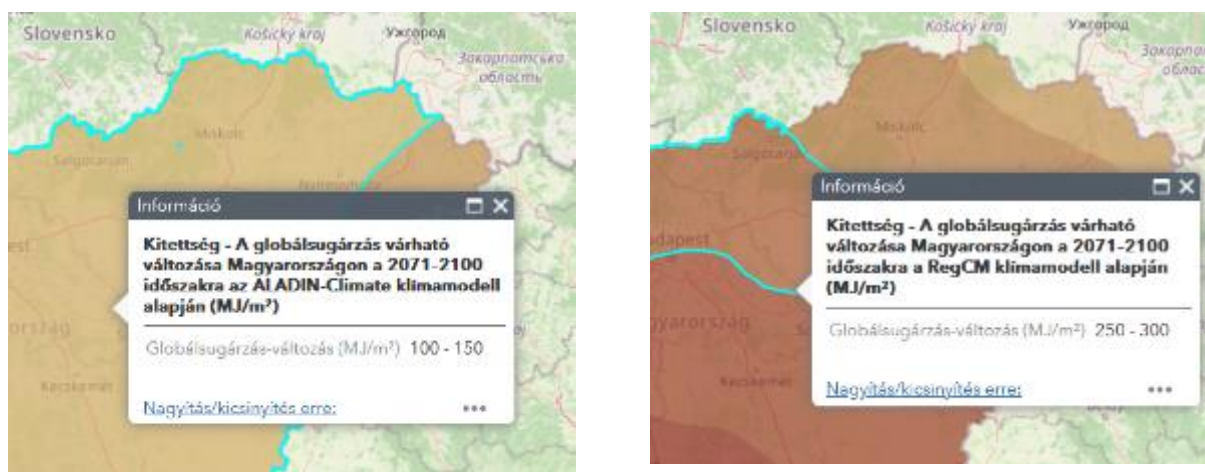 Slovensko
Košický kraj
Ужгород
Закарпатська
область
Miskolc
Salgótarján
Információ
Kitettség - A globálsugárzás várható
változása Magyarországon a 2071-2100
időszakra az ALADIN-Climate klímamodell
alapján (MJ/m²)
Globálsugárzás-változás (MJ/m²) 100 - 150
Nagyítás/kicsinyítés erre:
Kecskemét
Slovensko
Košický kraj
Ужгород
Miskolc
Salgótarján
Információ
Kitettség - A globálsugárzás várható
változása Magyarországon a 2071-2100
időszakra a RegCM klímamodell alapján
(MJ/m²)
Globálsugárzás-változás (MJ/m²) 250 - 300
Nagyítás/kicsinyítés erre:
Kecskemét